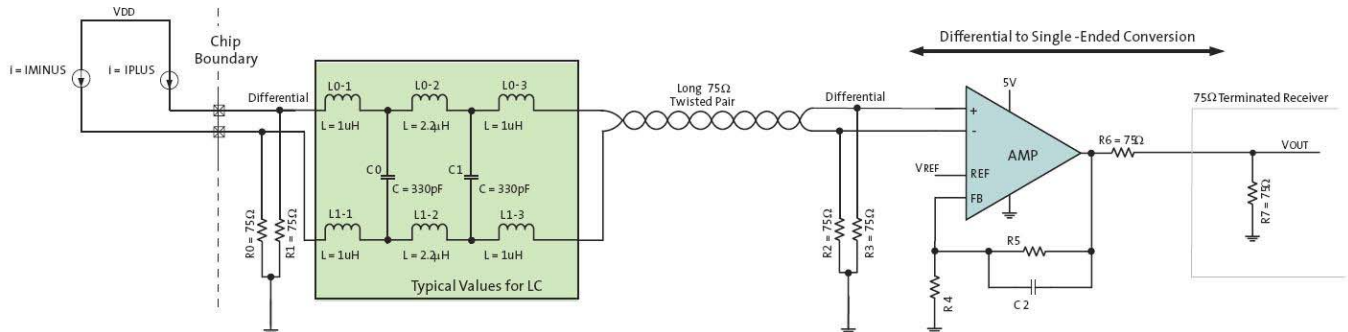 VDD
i = IMINUS
i = IPLUS
Chip
Boundary
Differential
R0 = 75Ω
R1 = 75Ω
L0-1
L = 1uH
L0-2
L = 2.2μH
L0-3
L = 1uH
C0
C = 330pF
C1
C = 330pF
L1-1
L = 1uH
L1-2
L = 2.2μH
L1-3
L = 1uH
Typical Values for LC
Long 75Ω
Twisted Pair
Differential
R2 = 75Ω
R3 = 75Ω
Differential to Single -Ended Conversion
5V
+
-
AMP
VREF
REF
FB
R4
R5
C2
R6 = 75Ω
75Ω Terminated Receiver
VOUT
R7 = 75Ω